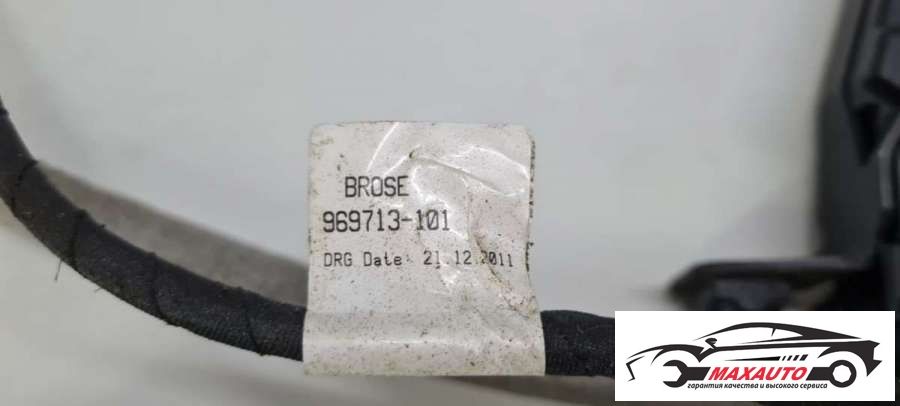 BROSE
969713-101
DRG Date: 21.12.2011
MAXAUTO
гарантия качества и высокого сервиса